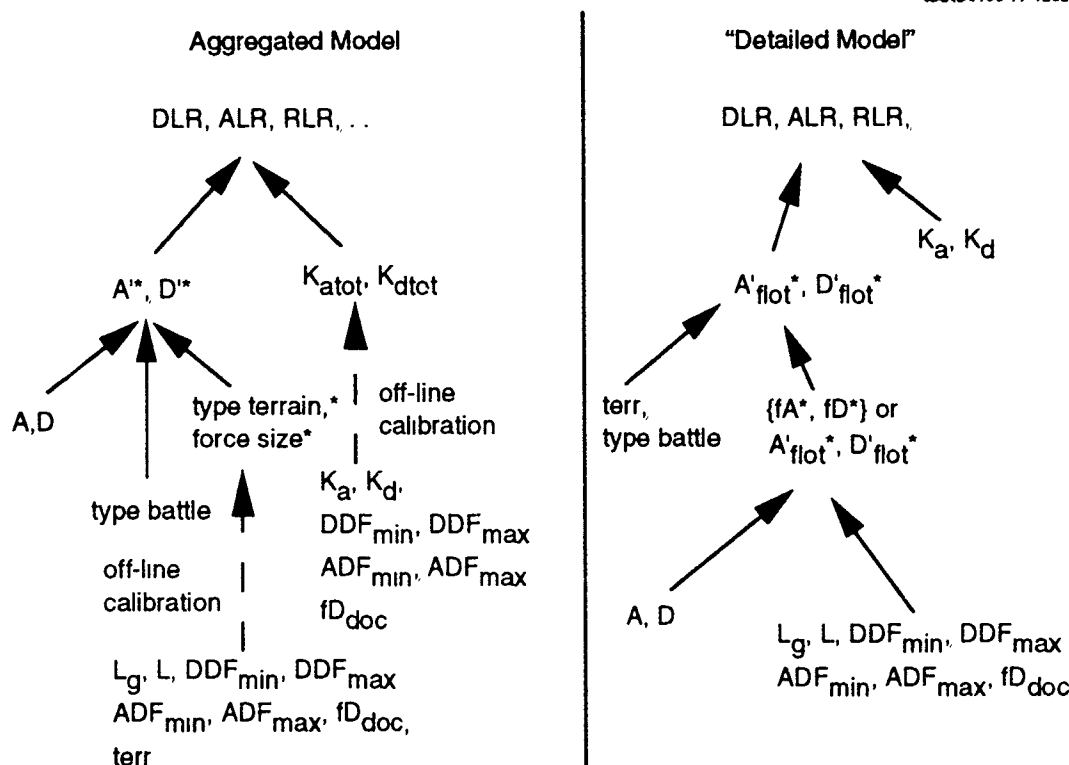 Aggregated Model
DLR, ALR, RLR, . .
A'*, D'*
Katot, Kdtot
A,D
type terrain,*
force size*
off-line
calibration
type battle
Ka, Kd,
DDFmin, DDFmax
ADFmin, ADFmax
fDdoc
off-line
calibration
Lg, L, DDFmin, DDFmax
ADFmin, ADFmax, fDdoc,
terr
"Detailed Model"
DLR, ALR, RLR,
Ka, Kd
A'flot*, D'flot*
terr,
type battle
{fA*, fD*} or
A'flot*, D'flot*
A, D
Lg, L, DDFmin, DDFmax
ADFmin, ADFmax, fDdoc